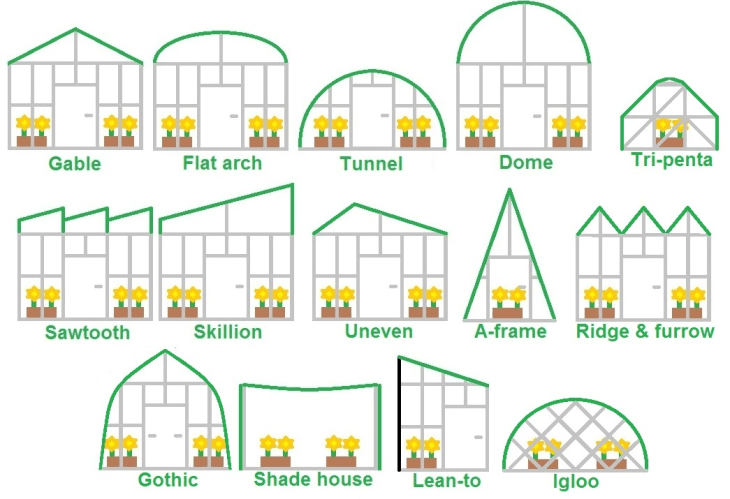 Gable
Flat arch
Tunnel
Dome
Tri-penta
Sawtooth
Skillion
Uneven
A-frame
Ridge & furrow
Gothic
Shade house
Lean-to
Igloo